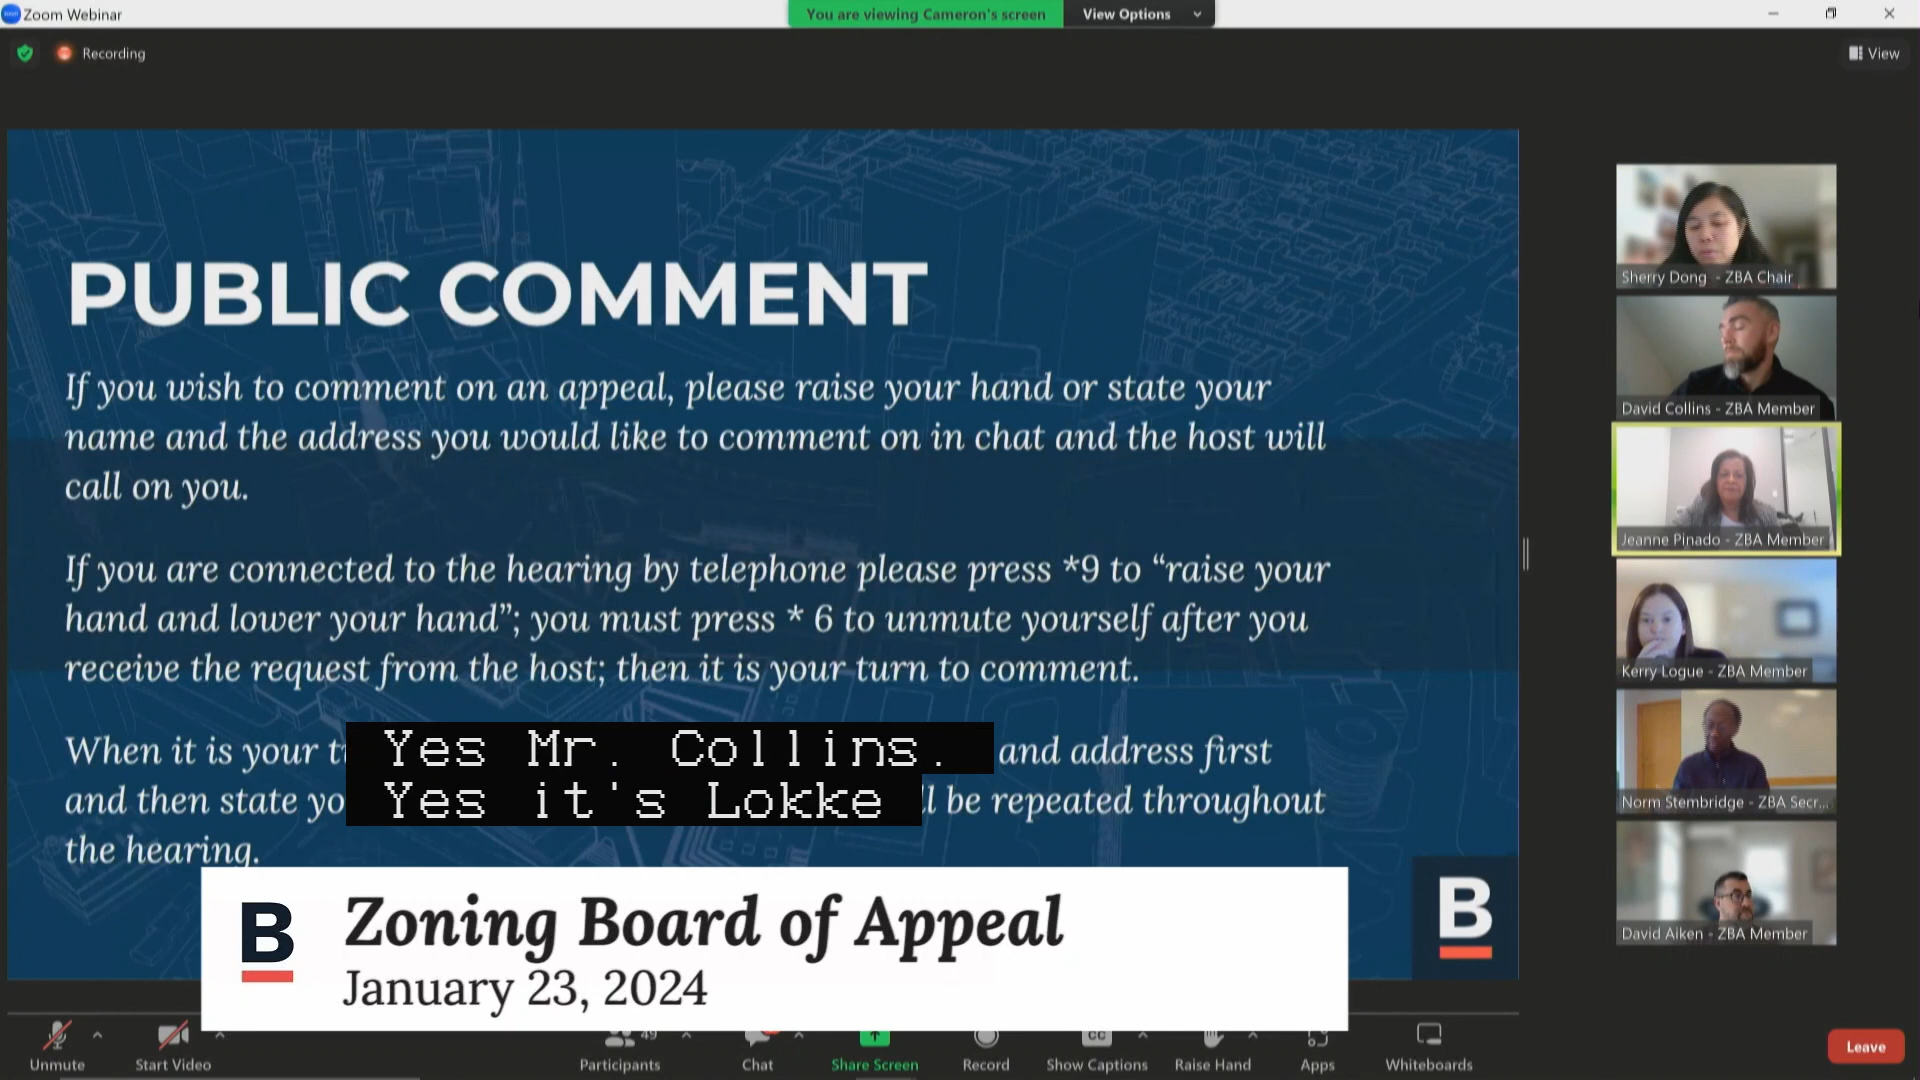 Zoom Webinar
You are viewing Cameron's screen
View Options
Recording
View
PUBLIC COMMENT
If you wish to comment on an appeal, please raise your hand or state your
name and the address you would like to comment on in chat and the host will
call on you.
If you are connected to the hearing by telephone please press *9 to “raise your
hand and lower your hand”; you must press * 6 to unmute yourself after you
receive the request from the host; then it is your turn to comment.
When it is your and address first
and then state be repeated throughout
the hearing.
Yes Mr. Collins.
Yes it's Lokke
B
Zoning Board of Appeal
January 23, 2024
B
Sherry Dong - ZBA Chair
David Collins - ZBA Member
Jeanne Pinado - ZBA Member
Kerry Logue - ZBA Member
Norm Stembridge - ZBA Secr...
David Aiken - ZBA Member
Unmute
Start Video
49
Participants
Chat
Share Screen
Record
CC
Show Captions
Raise Hand
Apps
Whiteboards
Leave